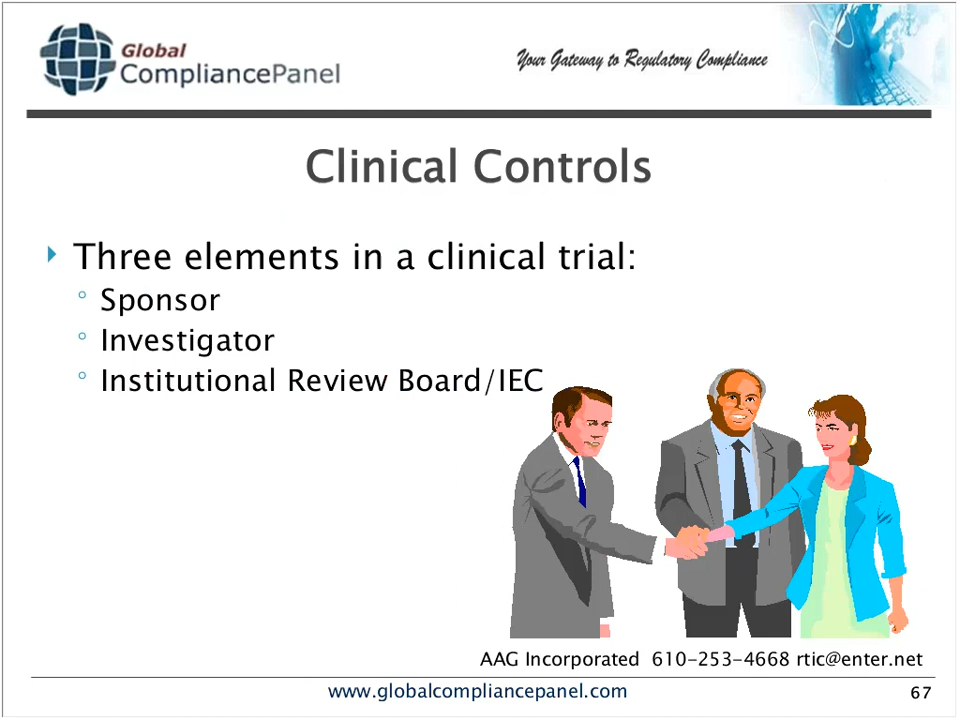 Global
CompliancePanel
Your Gateway to Regulatory Compliance
Clinical Controls
Three elements in a clinical trial:
Sponsor
Investigator
Institutional Review Board/IEC
AAG Incorporated 610-253-4668 rtic@enter.net
www.globalcompliancepanel.com
67